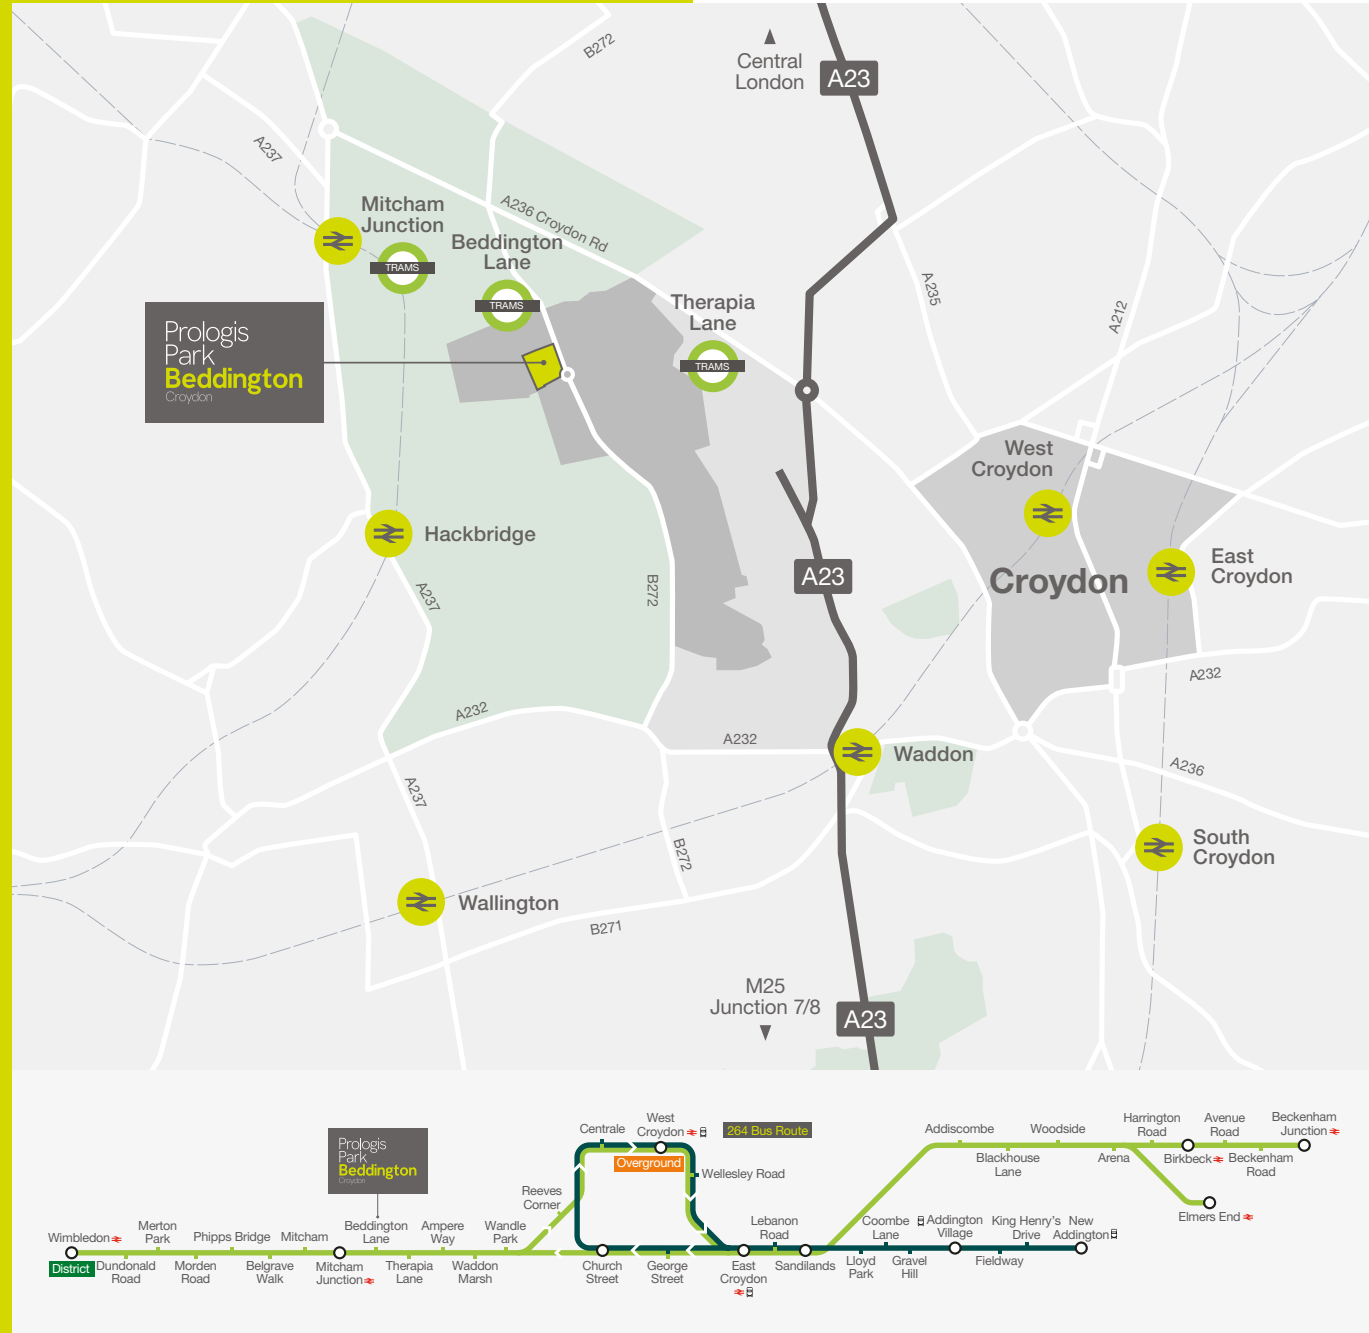 B272
Central
London
A23
A237
Mitcham
Junction
TRAMS
A236 Croydon Rd
Beddington
Lane
TRAMS
Therapia
Lane
TRAMS
A235
A212
Prologis
Park
Beddington
Croydon
West
Croydon
Hackbridge
East
Croydon
Croydon
A23
A237
B272
A232
A232
A232
Waddon
A236
A237
South
Croydon
B272
Wallington
B271
M25
Junction 7/8
A23
Prologis
Park
Beddington
Croydon
Centrale
West
Croydon
264 Bus Route
Overground
Wellesley Road
Reeves
Corner
Addiscombe
Blackhouse
Lane
Woodside
Arena
Harrington
Road
Birkbeck
Avenue
Road
Beckenham
Road
Beckenham
Junction
Elmers End
Wimbledon
District
Dundonald
Road
Merton
Park
Morden
Road
Phipps Bridge
Belgrave
Walk
Mitcham
Mitcham
Junction
Beddington
Lane
Therapia
Lane
Ampere
Way
Waddon
Marsh
Wandle
Park
Church
Street
George
Street
East
Croydon
Lebanon
Road
Sandilands
Lloyd
Park
Coombe
Lane
Gravel
Hill
Addington
Village
Fieldway
King Henry's
Drive
New
Addington